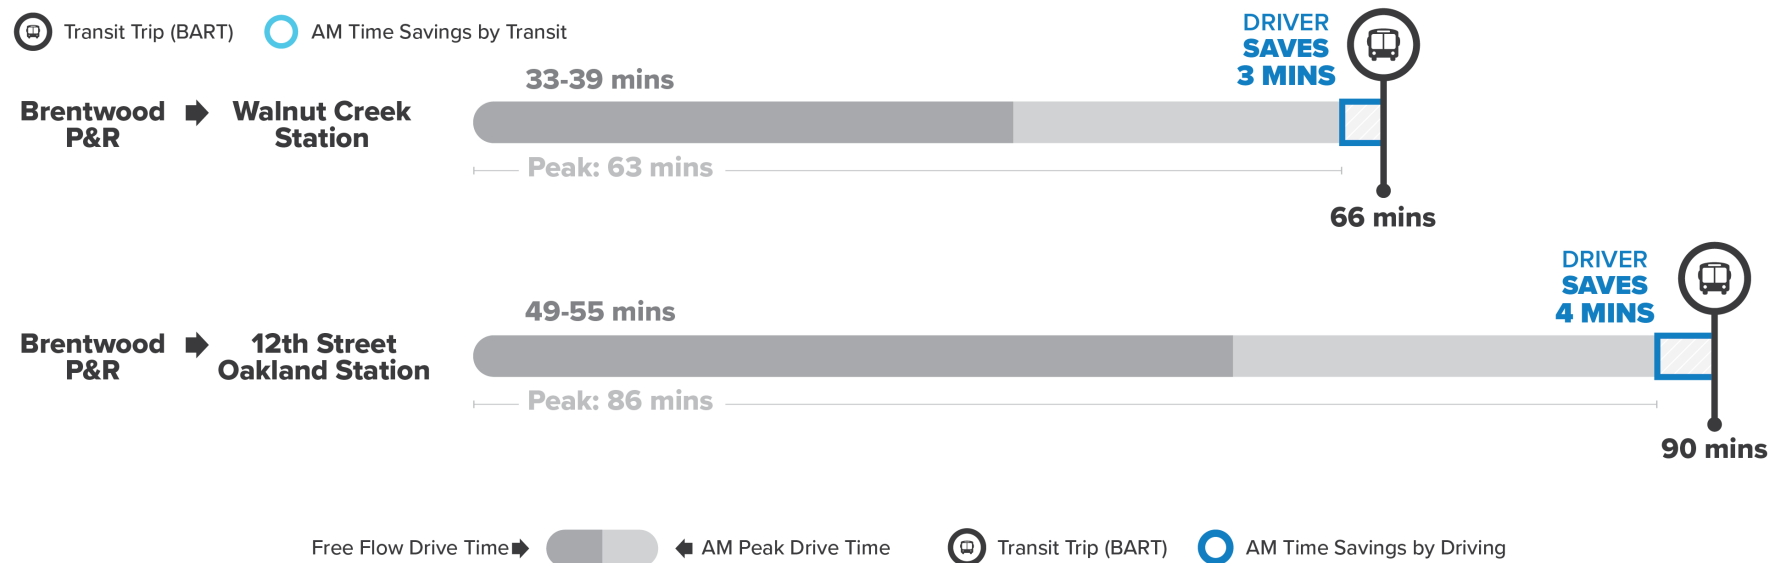 Transit Trip (BART)
AM Time Savings by Transit
DRIVER
SAVES
3 MINS
33-39 mins
Brentwood
P&R
Walnut Creek
Station
Peak: 63 mins
66 mins
DRIVER
SAVES
4 MINS
49-55 mins
Brentwood
P&R
12th Street
Oakland Station
Peak: 86 mins
90 mins
Free Flow Drive Time
AM Peak Drive Time
Transit Trip (BART)
AM Time Savings by Driving